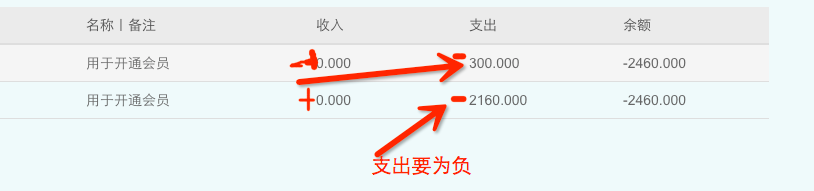 名称丨备注 收入 支出 余额
用于开通会员 +0.000 -300.000 -2460.000
用于开通会员 +0.000 -2160.000 -2460.000
支出要为负